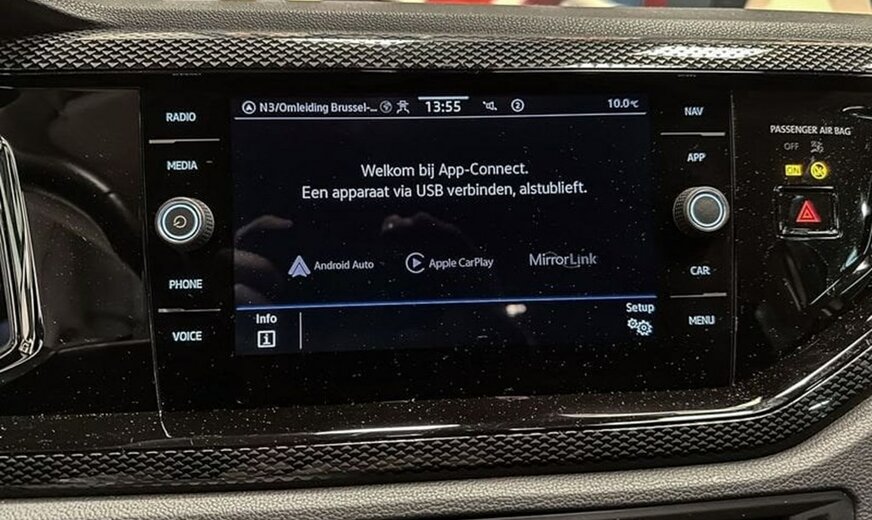 RADIO
MEDIA
PHONE
VOICE
N3/Omleiding Brussel-... 13:55 2 10.0°C
Welkom bij App-Connect.
Een apparaat via USB verbinden, alstublieft.
Android Auto Apple CarPlay MirrorLink
Info Setup
i
NAV
APP
CAR
MENU
PASSENGER AIR BAG
OFF
ON